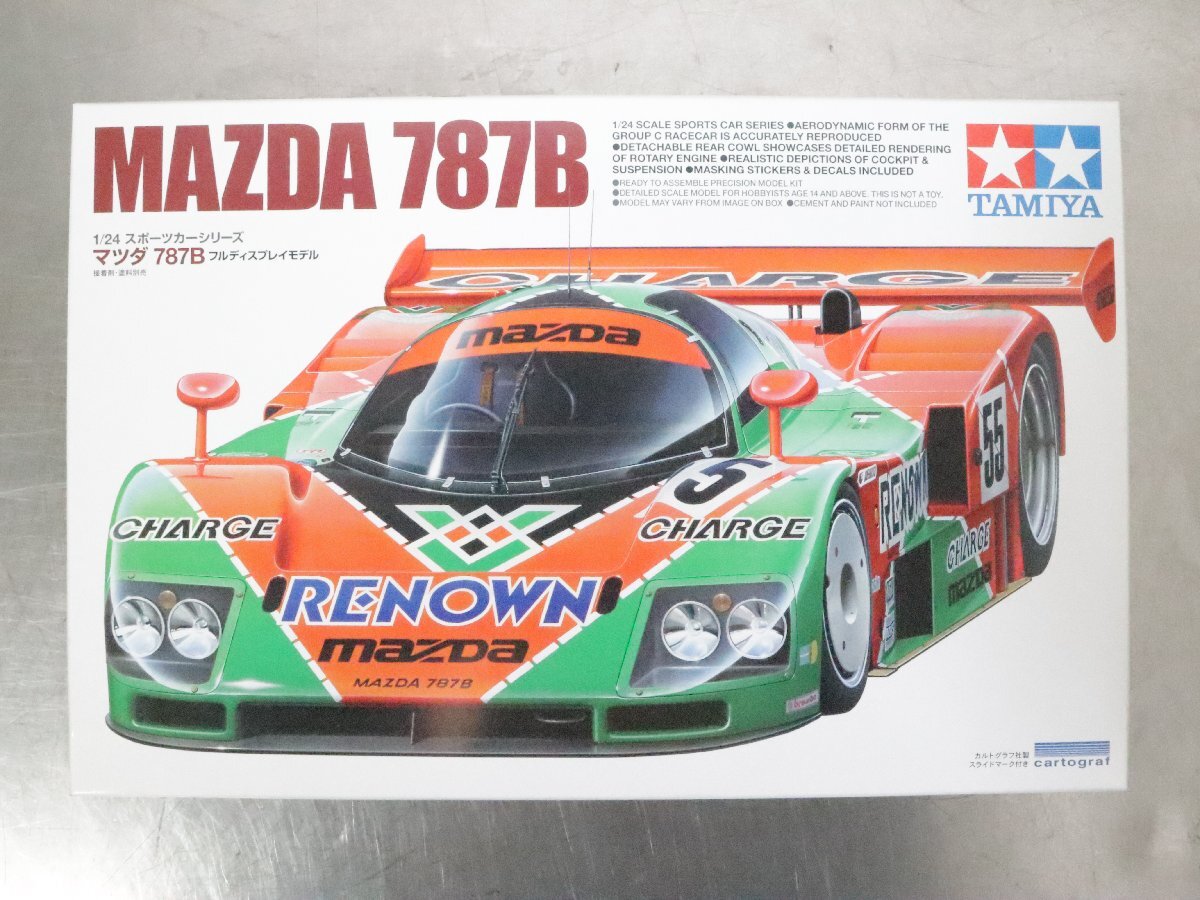 MAZDA 787B
1/24 SCALE SPORTS CAR SERIES ●AERODYNAMIC FORM OF THE
GROUP C RACECAR IS ACCURATELY REPRODUCED
●DETACHABLE REAR COWL SHOWCASES DETAILED RENDERING
OF ROTARY ENGINE ●REALISTIC DEPICTIONS OF COCKPIT &
SUSPENSION ●MASKING STICKERS & DECALS INCLUDED
●READY TO ASSEMBLE PRECISION MODEL KIT
●DETAILED SCALE MODEL FOR HOBBYISTS AGE 14 AND ABOVE. THIS IS NOT A TOY.
●MODEL MAY VARY FROM IMAGE ON BOX ●CEMENT AND PAINT NOT INCLUDED
TAMIYA
1/24 スポーツカーシリーズ
マツダ 787B フルディスプレイモデル
接着剤・塗料別売
CHARGE
mazda
55
55
CHARGE
CHARGE
RENOWN
CHARGE
mazda
RENOWN
mazda
MAZDA 787B
カルトグラフ社製
スライドマーク付き
cartograf